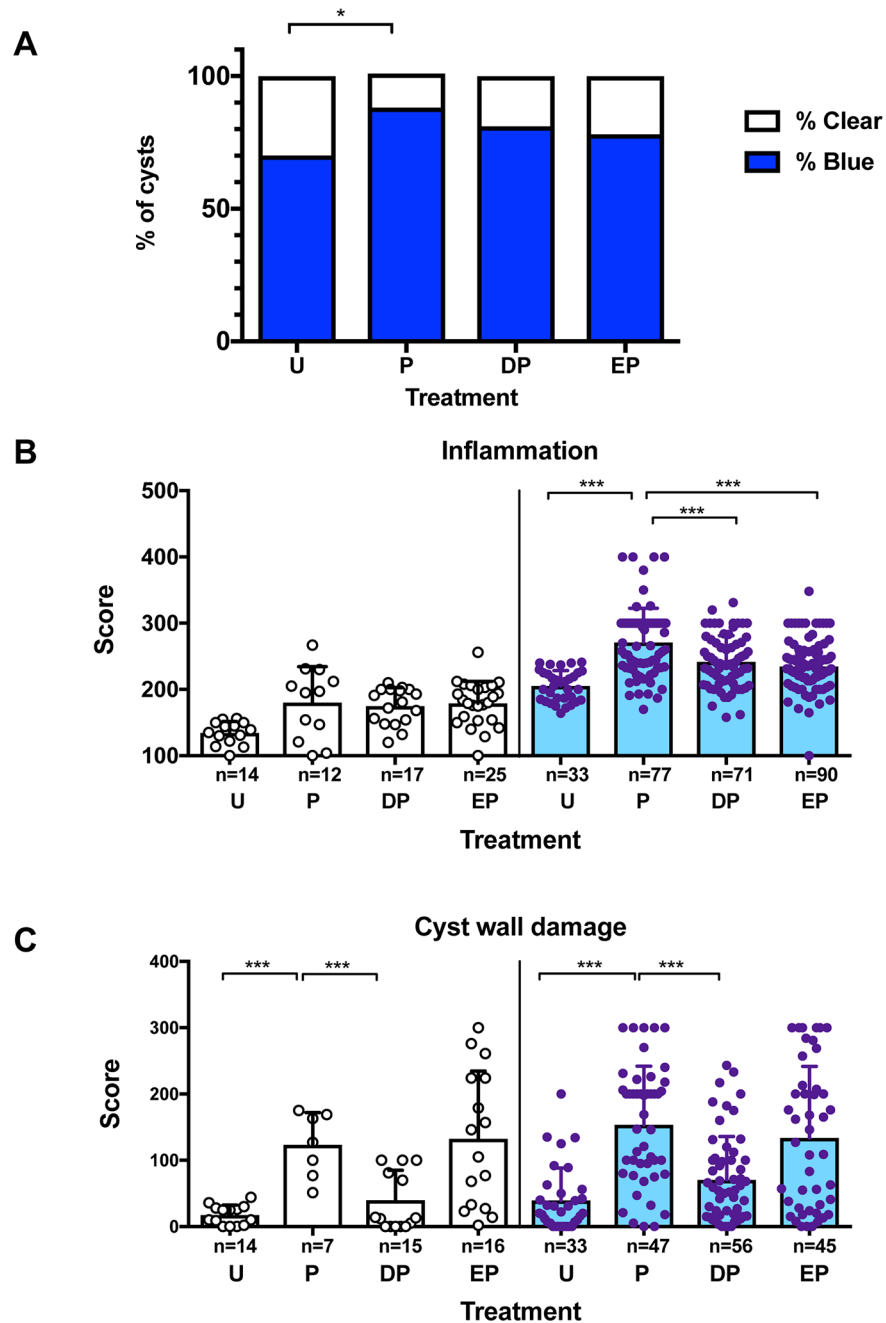 A
*
100
50
0
% of cysts
U P DP EP
Treatment
% Clear
% Blue
B
Inflammation
*** ***
***
500
400
300
200
100
Score
n=14 n=12 n=17 n=25 n=33 n=77 n=71 n=90
U P DP EP U P DP EP
Treatment
C
Cyst wall damage
*** *** *** ***
400
300
200
100
0
Score
n=14 n=7 n=15 n=16 n=33 n=47 n=56 n=45
U P DP EP U P DP EP
Treatment